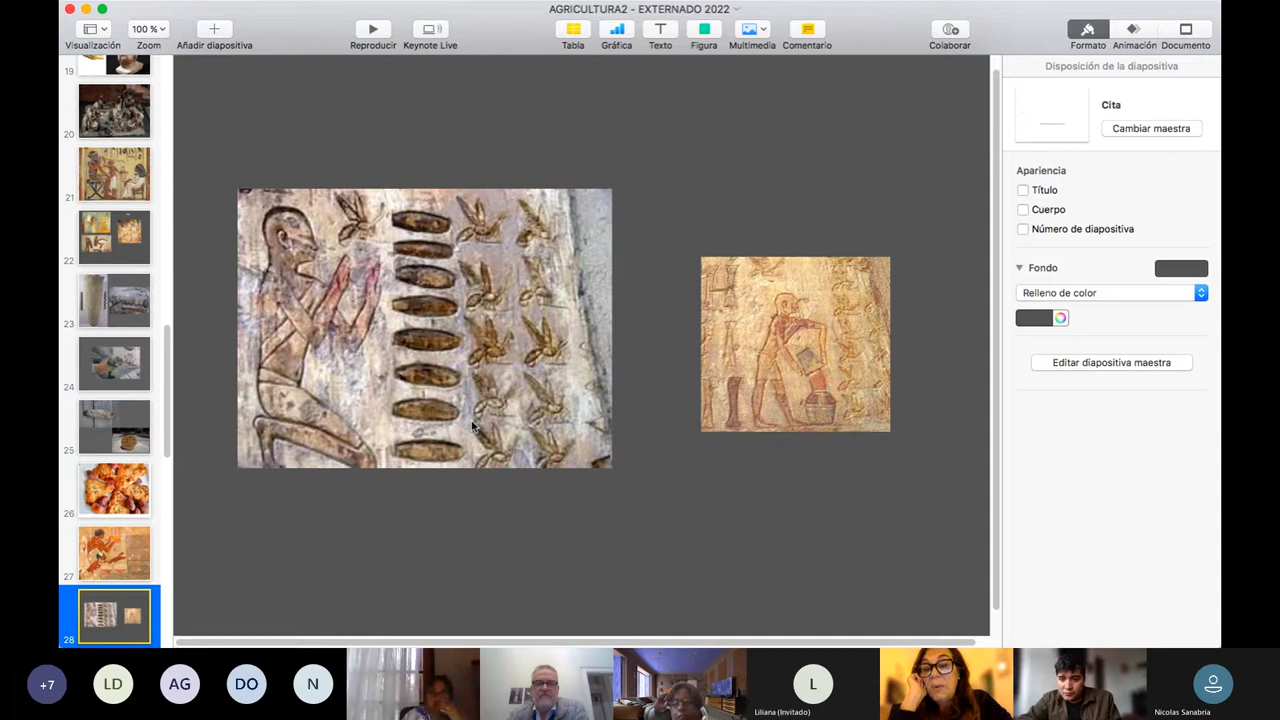 AGRICULTURA2 - EXTERNADO 2022
100 %
Visualización
Zoom
Añadir diapositiva
Reproducir
Keynote Live
Tabla
Gráfica
Texto
Figura
Multimedia
Comentario
Colaborar
Formato
Animación
Documento
19
20
21
22
23
24
25
26
27
28
Disposición de la diapositiva
Cita
Cambiar maestra
Apariencia
Título
Cuerpo
Número de diapositiva
Fondo
Relleno de color
Editar diapositiva maestra
+7
LD
AG
DO
N
L
Liliana (Invitado)
Nicolas Sanabria